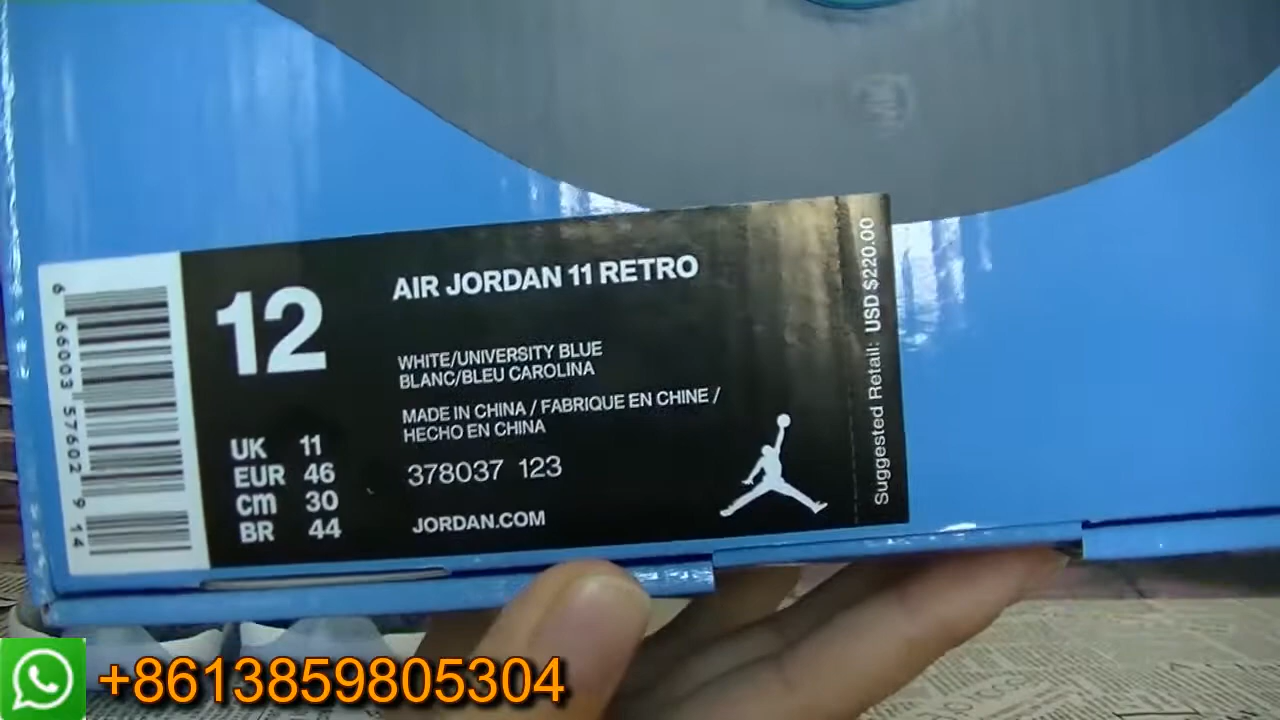 6 66003 57602 9 14
12
AIR JORDAN 11 RETRO
WHITE/UNIVERSITY BLUE
BLANC/BLEU CAROLINA
MADE IN CHINA / FABRIQUE EN CHINE /
HECHO EN CHINA
378037 123
JORDAN.COM
UK 11
EUR 46
cm 30
BR 44
Suggested Retail: USD $220.00
+8613859805304